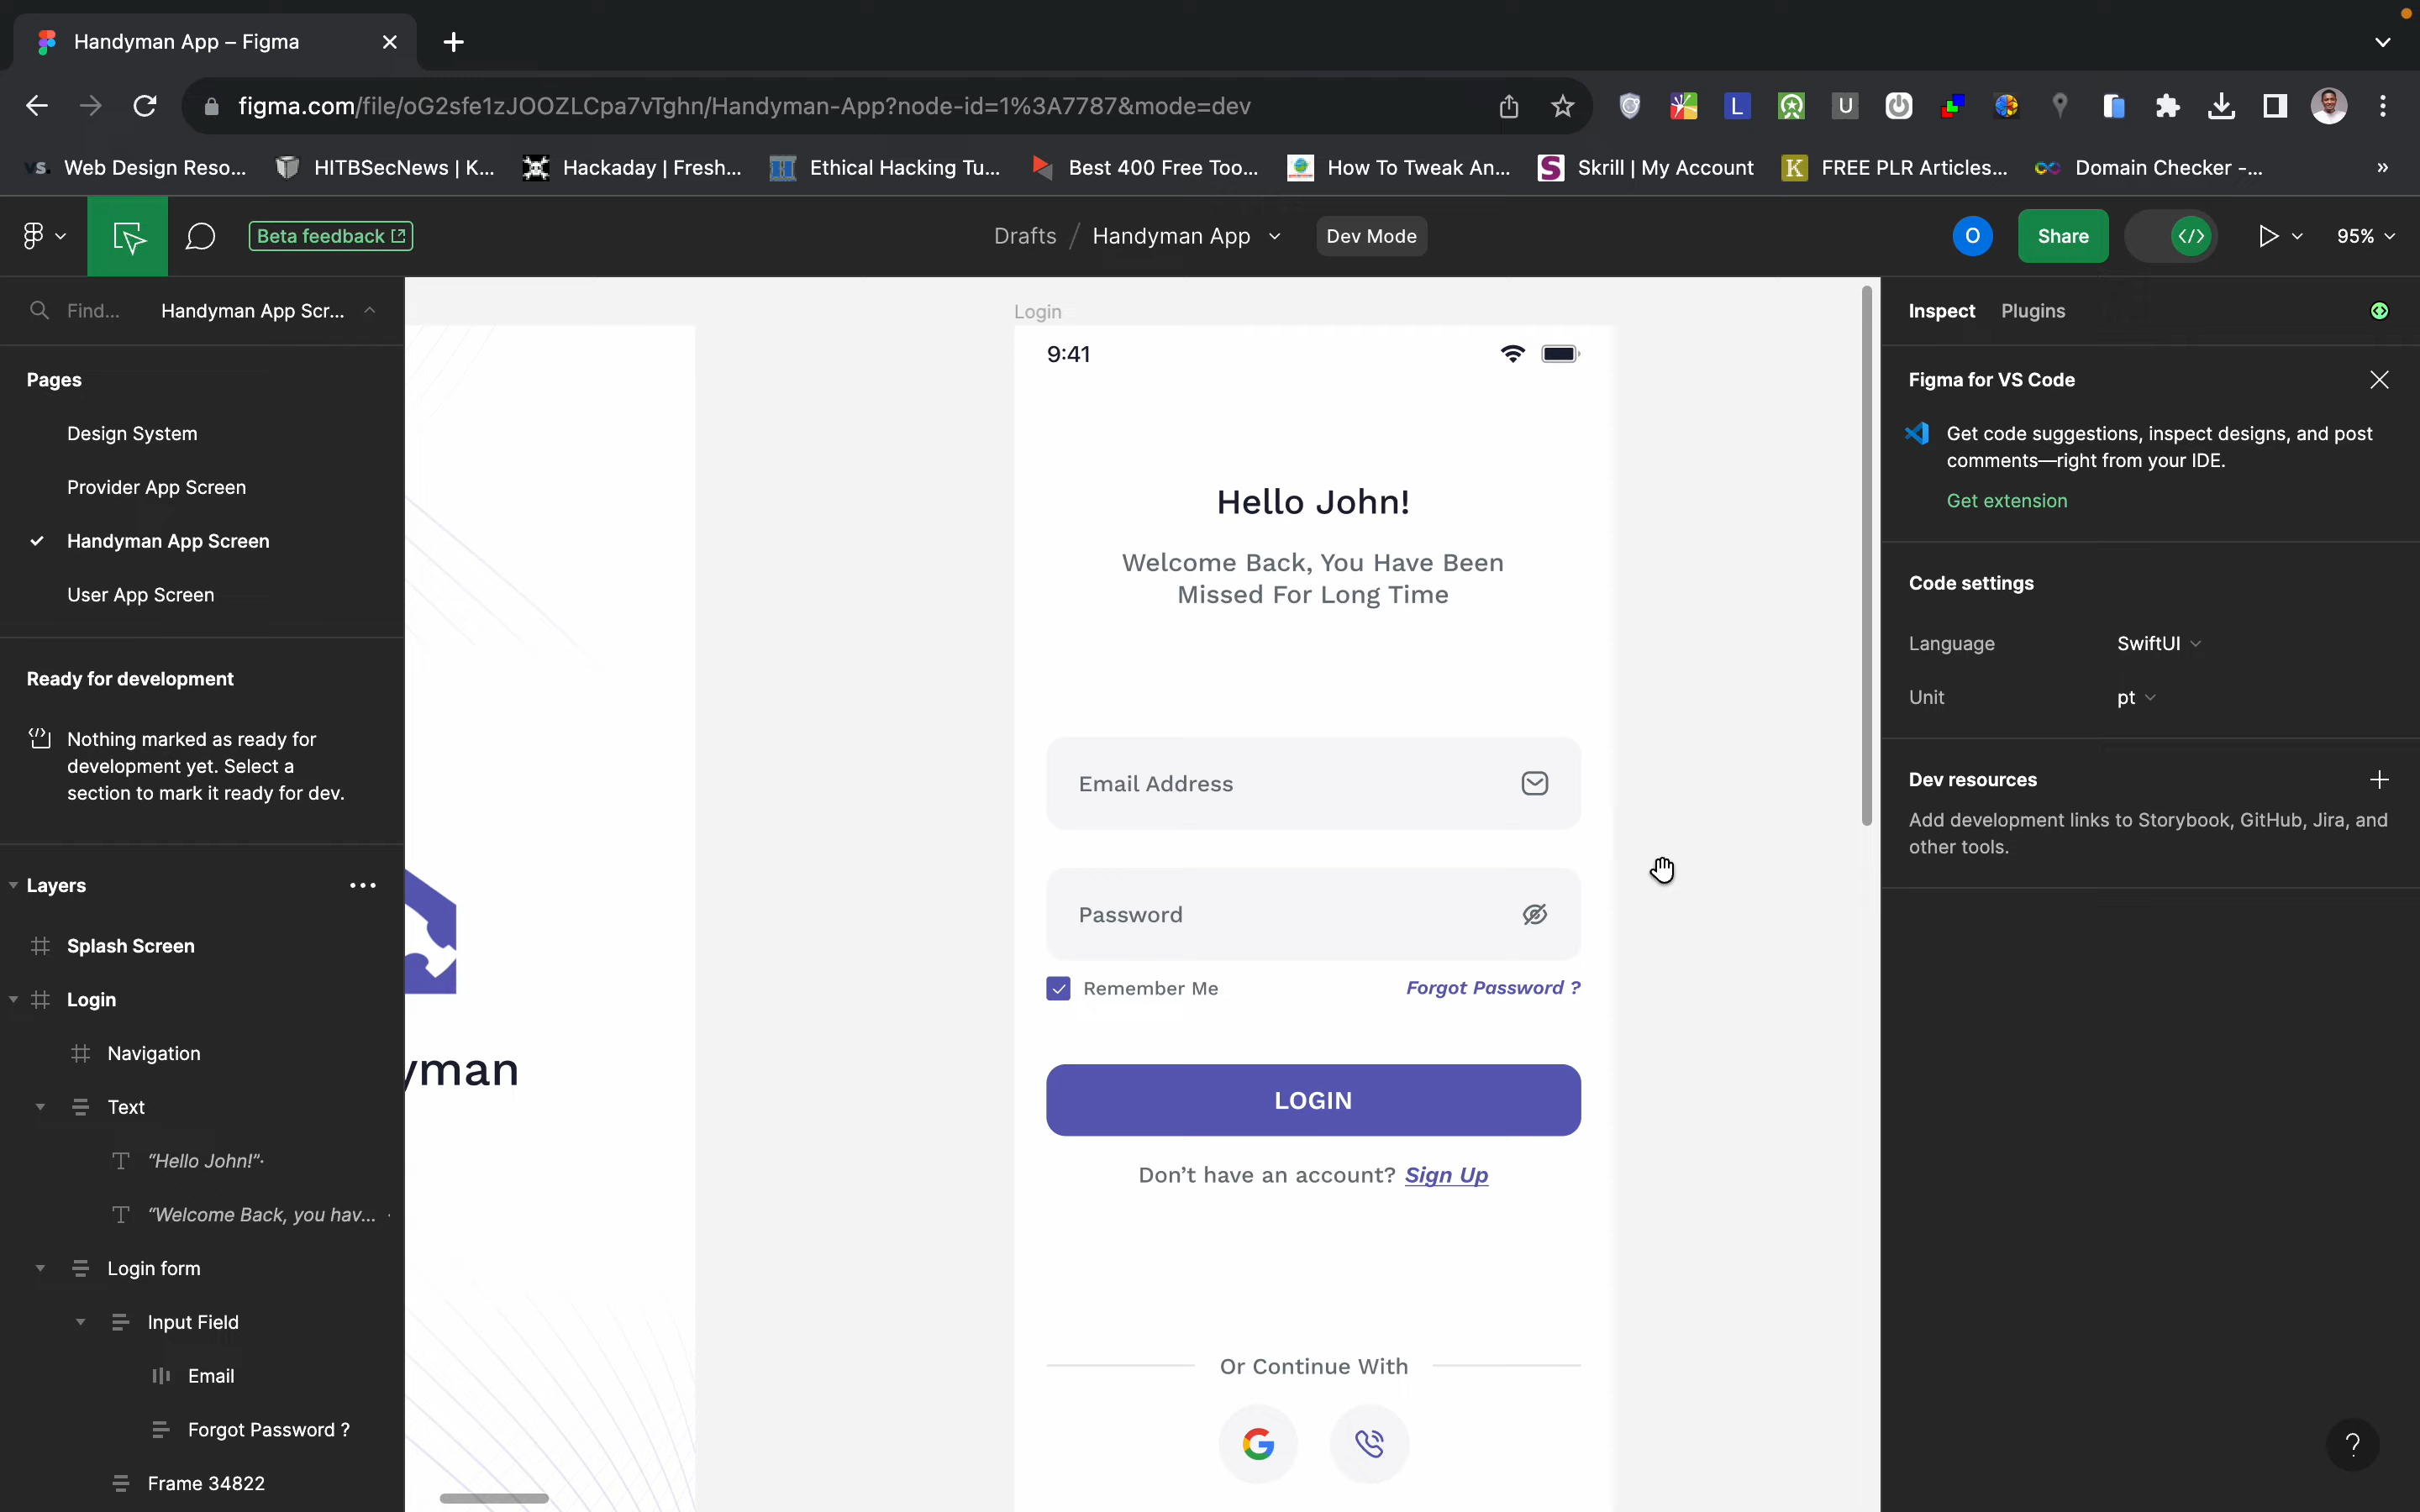 Handyman App – Figma
figma.com/file/oG2sfe1zJOOZLCpa7vTghn/Handyman-App?node-id=1%3A7787&mode=dev
L
U
VS. Web Design Reso...
HITBSecNews | K...
Hackaday | Fresh...
Ethical Hacking Tu...
Best 400 Free Too...
How To Tweak An...
S Skrill | My Account
K FREE PLR Articles...
Domain Checker -...
Beta feedback
Drafts / Handyman App
Dev Mode
O
Share
95%
Find...
Handyman App Scr...
Pages
Design System
Provider App Screen
Handyman App Screen
User App Screen
Ready for development
Nothing marked as ready for
development yet. Select a
section to mark it ready for dev.
Layers
Splash Screen
Login
Navigation
Text
“Hello John!”
“Welcome Back, you hav...
Login form
Input Field
Email
Forgot Password ?
Frame 34822
yman
Login
9:41
Hello John!
Welcome Back, You Have Been
Missed For Long Time
Email Address
Password
Remember Me
Forgot Password ?
LOGIN
Don’t have an account? Sign Up
Or Continue With
Inspect
Plugins
Figma for VS Code
Get code suggestions, inspect designs, and post
comments—right from your IDE.
Get extension
Code settings
Language
SwiftUI
Unit
pt
Dev resources
Add development links to Storybook, GitHub, Jira, and
other tools.
?